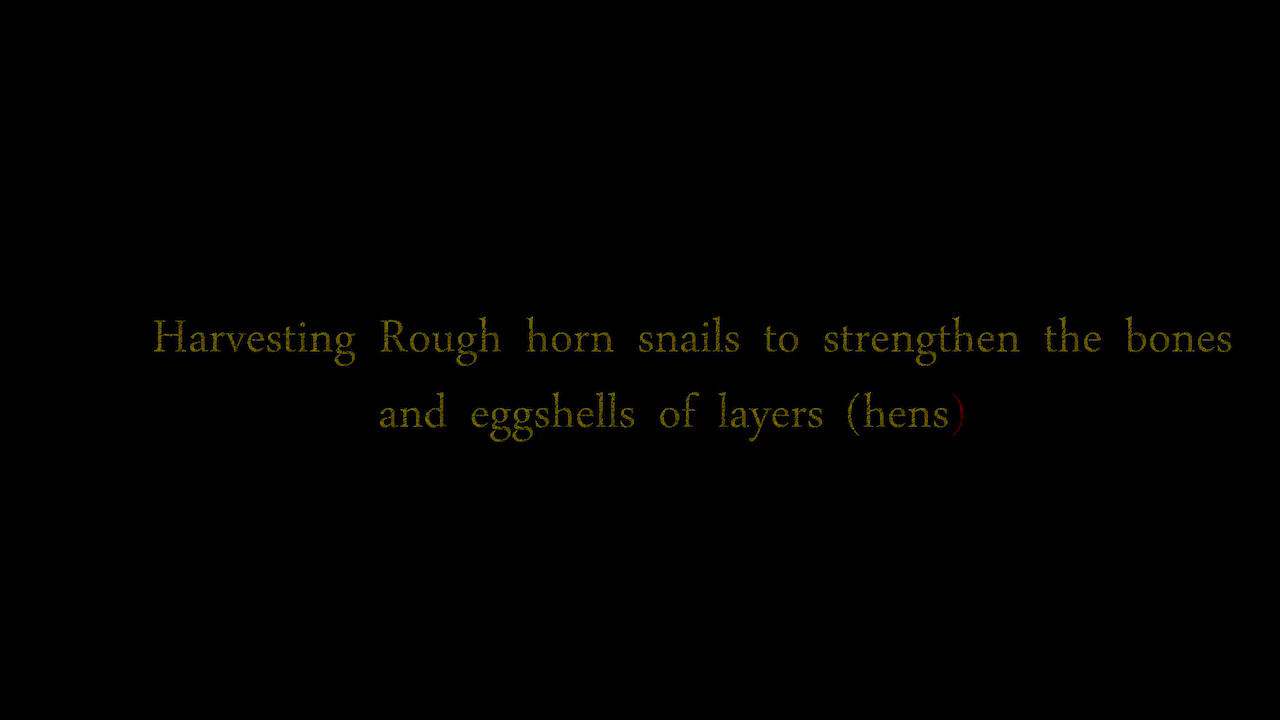 Harvesting Rough horn snails to strengthen the bones
and eggshells of layers (hens)